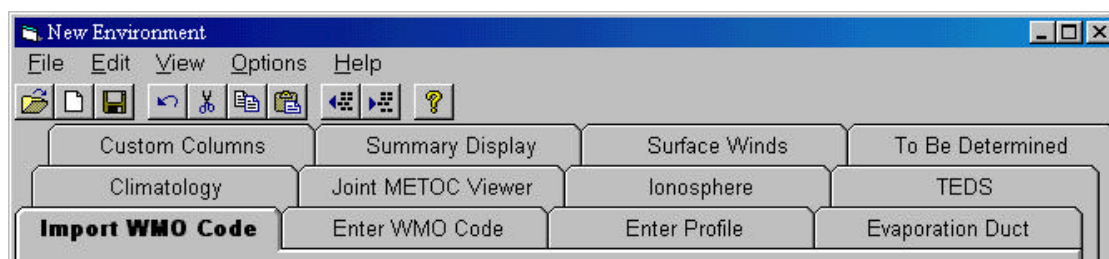 New Environment
File Edit View Options Help
?
Custom Columns Summary Display Surface Winds To Be Determined
Climatology Joint METOC Viewer Ionosphere TEDS
Import WMO Code Enter WMO Code Enter Profile Evaporation Duct